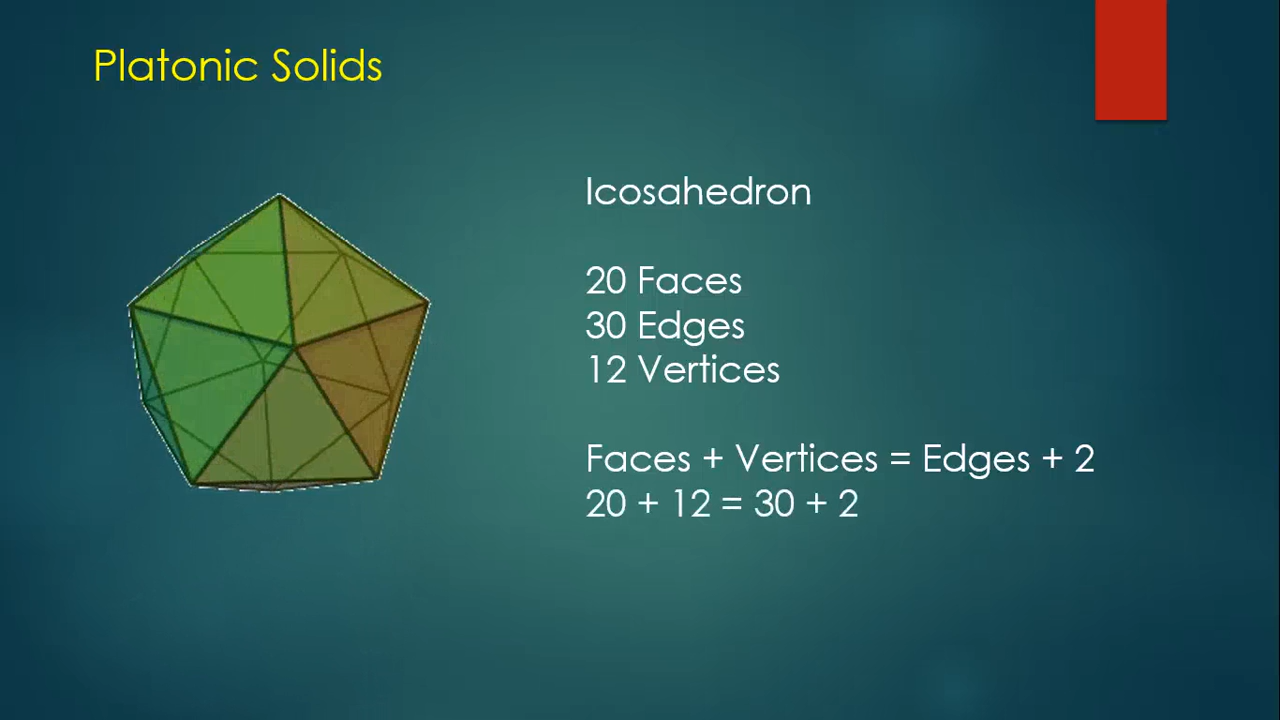 Platonic Solids
Icosahedron
20 Faces
30 Edges
12 Vertices
Faces + Vertices = Edges + 2
20 + 12 = 30 + 2